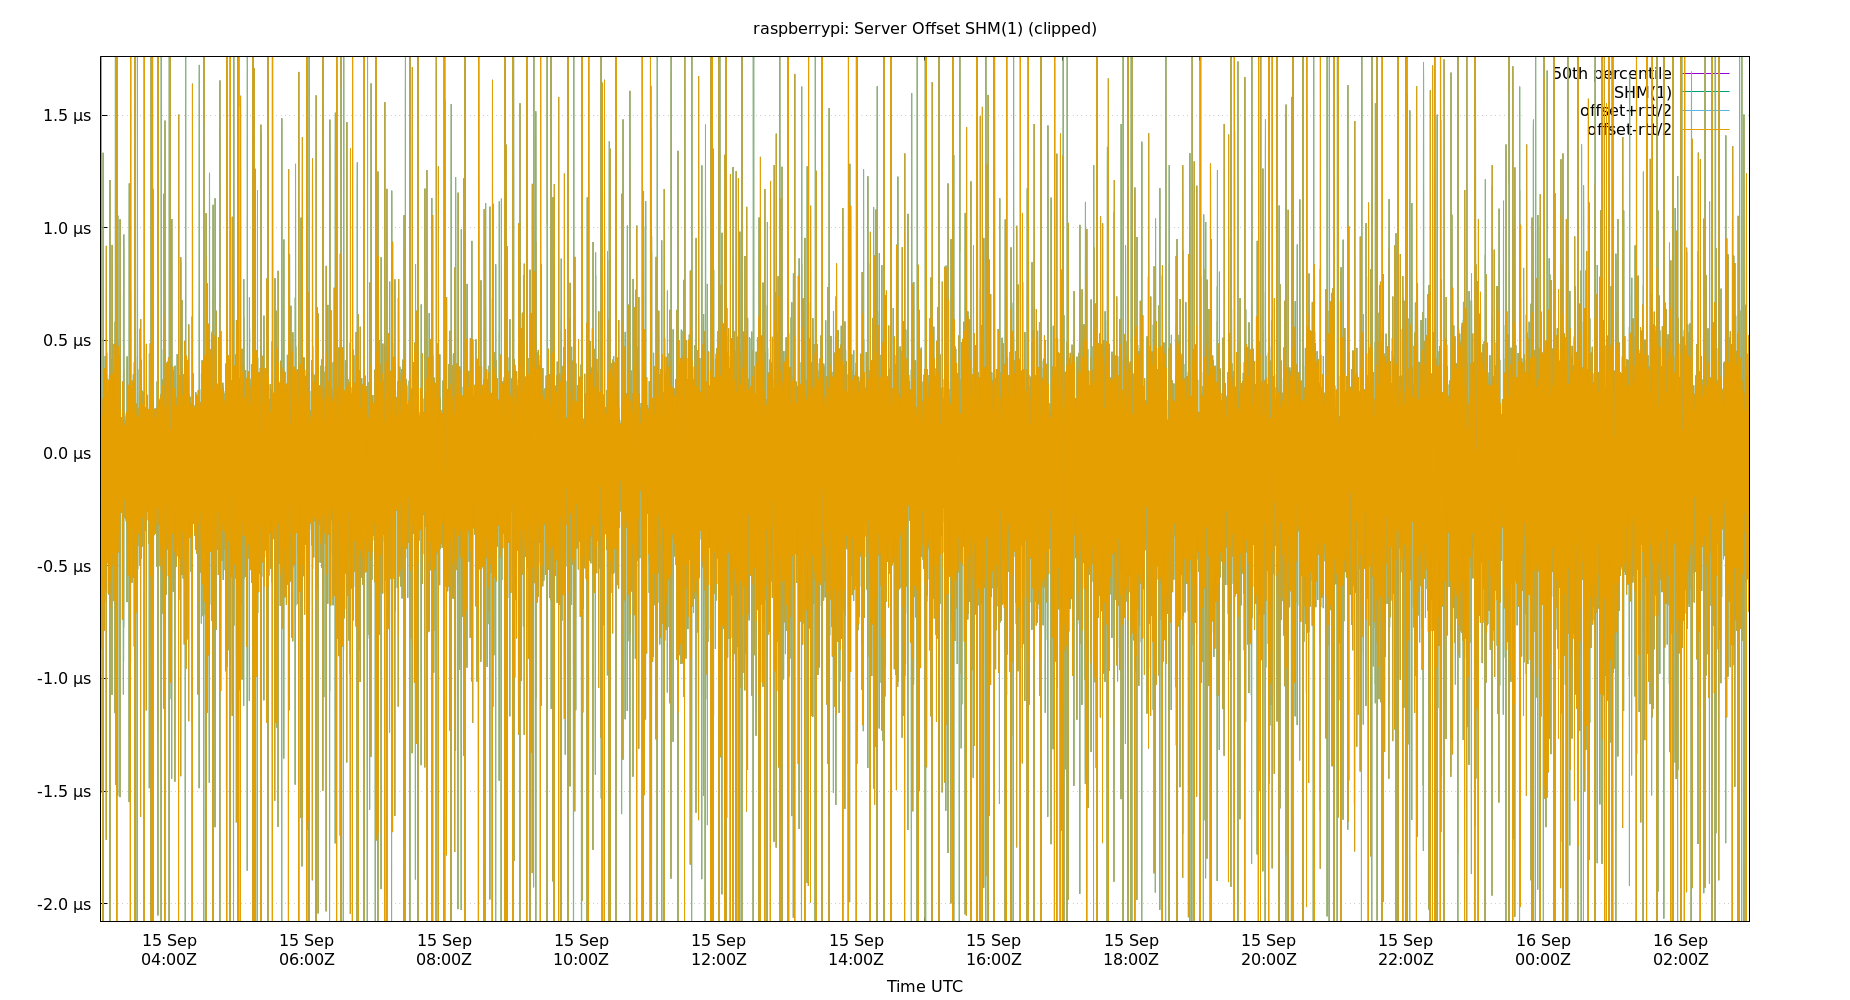 raspberrypi: Server Offset SHM(1) (clipped)
50th percentile
SHM(1)
offset+rtt/2
offset-rtt/2
1.5 µs
1.0 µs
0.5 µs
0.0 µs
-0.5 µs
-1.0 µs
-1.5 µs
-2.0 µs
15 Sep 15 Sep 15 Sep 15 Sep 15 Sep 15 Sep 15 Sep 15 Sep 15 Sep 15 Sep 16 Sep 16 Sep
04:00Z 06:00Z 08:00Z 10:00Z 12:00Z 14:00Z 16:00Z 18:00Z 20:00Z 22:00Z 00:00Z 02:00Z
Time UTC